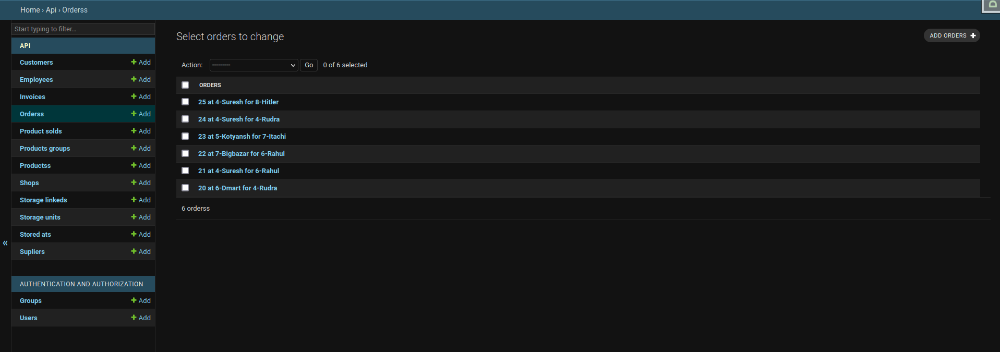 Home › Api › Orderss
D
Start typing to filter...
API
Customers + Add
Employees + Add
Invoices + Add
Orderss + Add
Product solds + Add
Products groups + Add
Productss + Add
Shops + Add
Storage linkeds + Add
Storage units + Add
Stored ats + Add
Supliers + Add
«
AUTHENTICATION AND AUTHORIZATION
Groups + Add
Users + Add
Select orders to change
ADD ORDERS +
Action: --------- Go 0 of 6 selected
ORDERS
25 at 4-Suresh for 8-Hitler
24 at 4-Suresh for 4-Rudra
23 at 5-Kotyansh for 7-Itachi
22 at 7-Bigbazar for 6-Rahul
21 at 4-Suresh for 6-Rahul
20 at 6-Dmart for 4-Rudra
6 orderss